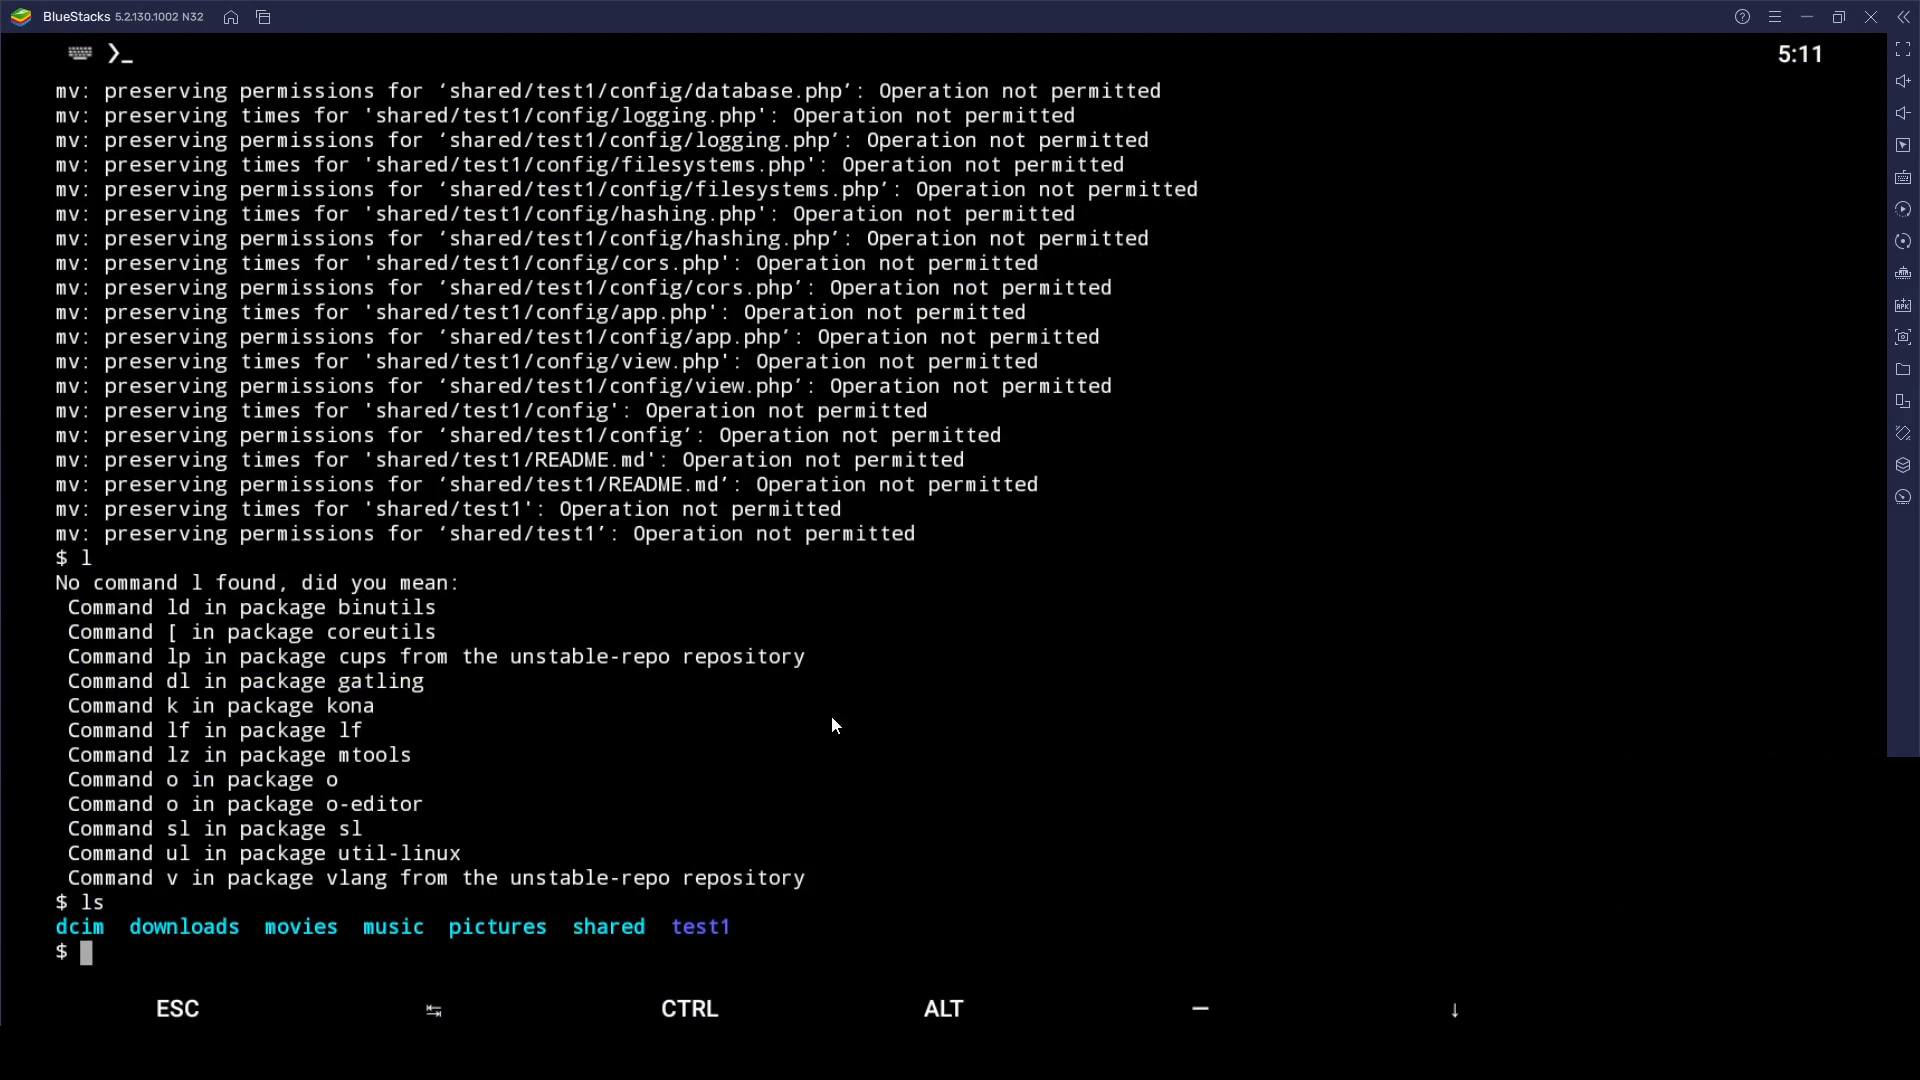 BlueStacks 5.2.130.1002 N32
5:11
mv: preserving permissions for ‘shared/test1/config/database.php’: Operation not permitted
mv: preserving times for 'shared/test1/config/logging.php': Operation not permitted
mv: preserving permissions for ‘shared/test1/config/logging.php’: Operation not permitted
mv: preserving times for 'shared/test1/config/filesystems.php': Operation not permitted
mv: preserving permissions for ‘shared/test1/config/filesystems.php’: Operation not permitted
mv: preserving times for 'shared/test1/config/hashing.php': Operation not permitted
mv: preserving permissions for ‘shared/test1/config/hashing.php’: Operation not permitted
mv: preserving times for 'shared/test1/config/cors.php': Operation not permitted
mv: preserving permissions for ‘shared/test1/config/cors.php’: Operation not permitted
mv: preserving times for 'shared/test1/config/app.php': Operation not permitted
mv: preserving permissions for ‘shared/test1/config/app.php’: Operation not permitted
mv: preserving times for 'shared/test1/config/view.php': Operation not permitted
mv: preserving permissions for ‘shared/test1/config/view.php’: Operation not permitted
mv: preserving times for 'shared/test1/config': Operation not permitted
mv: preserving permissions for ‘shared/test1/config’: Operation not permitted
mv: preserving times for 'shared/test1/README.md': Operation not permitted
mv: preserving permissions for ‘shared/test1/README.md’: Operation not permitted
mv: preserving times for 'shared/test1': Operation not permitted
mv: preserving permissions for ‘shared/test1’: Operation not permitted
$ l
No command l found, did you mean:
Command ld in package binutils
Command [ in package coreutils
Command lp in package cups from the unstable-repo repository
Command dl in package gatling
Command k in package kona
Command lf in package lf
Command lz in package mtools
Command o in package o
Command o in package o-editor
Command sl in package sl
Command ul in package util-linux
Command v in package vlang from the unstable-repo repository
$ ls
dcim downloads movies music pictures shared test1
$
ESC ↹ CTRL ALT — ↓